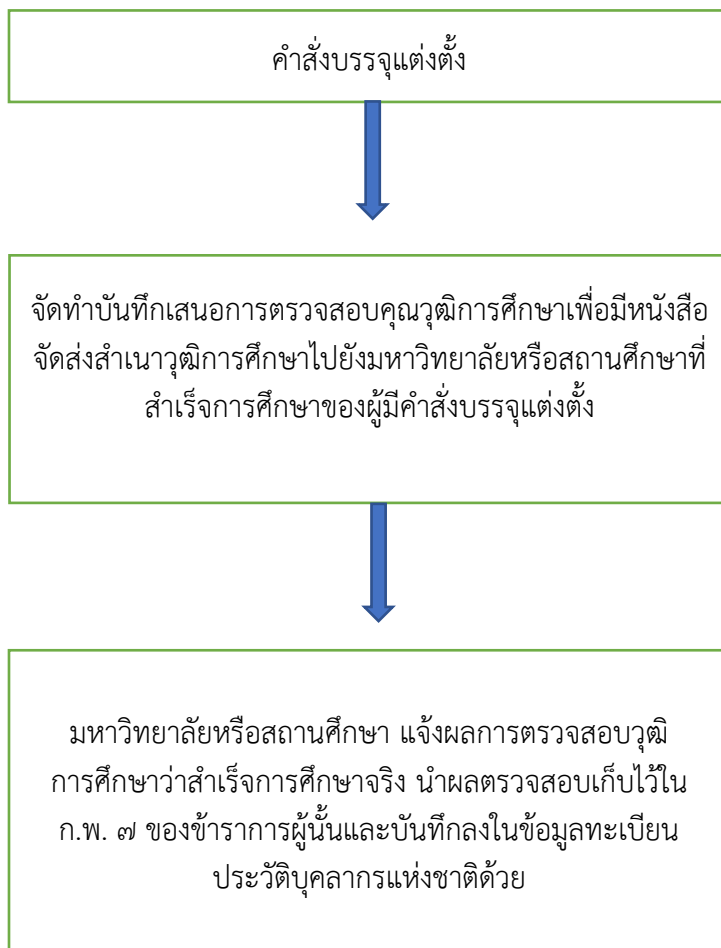 คำสั่งบรรจุแต่งตั้ง
จัดทำบันทึกเสนอการตรวจสอบคุณวุฒิการศึกษาเพื่อมีหนังสือ
จัดส่งสำเนาวุฒิการศึกษาไปยังมหาวิทยาลัยหรือสถานศึกษาที่
สำเร็จการศึกษาของผู้มีคำสั่งบรรจุแต่งตั้ง
มหาวิทยาลัยหรือสถานศึกษา แจ้งผลการตรวจสอบวุฒิ
การศึกษาว่าสำเร็จการศึกษาจริง นำผลตรวจสอบเก็บไว้ใน
ก.พ. ๗ ของข้าราการผู้นั้นและบันทึกลงในข้อมูลทะเบียน
ประวัติบุคลากรแห่งชาติด้วย